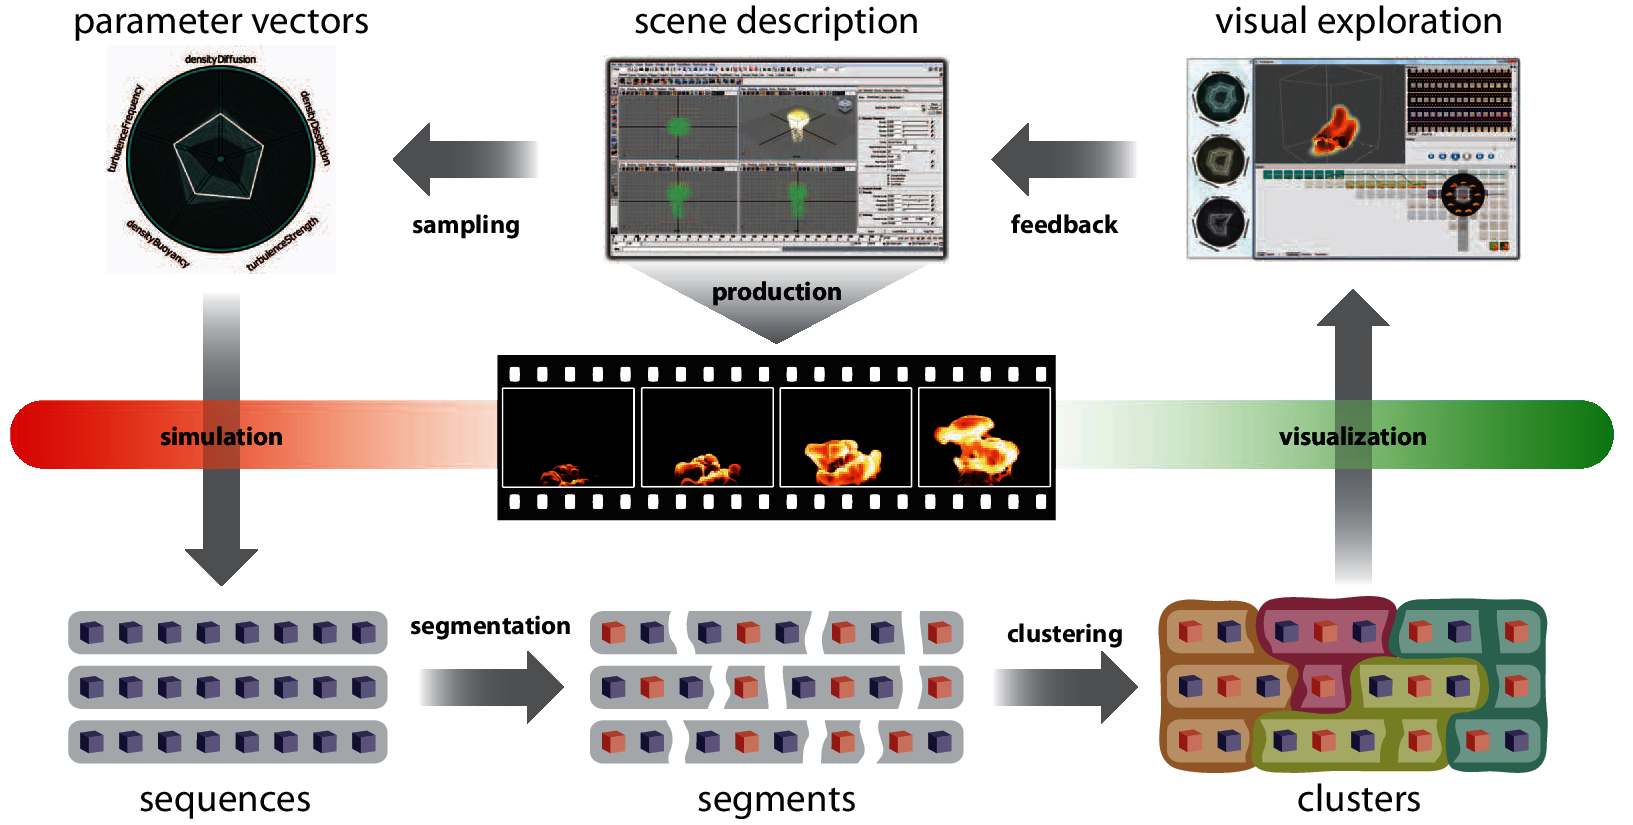 parameter vectors
scene description
visual exploration
densityDiffusion
turbulenceFrequency
densityDissipation
densityBuoyancy
turbulenceStrength
sampling
feedback
production
simulation
visualization
segmentation
clustering
sequences
segments
clusters